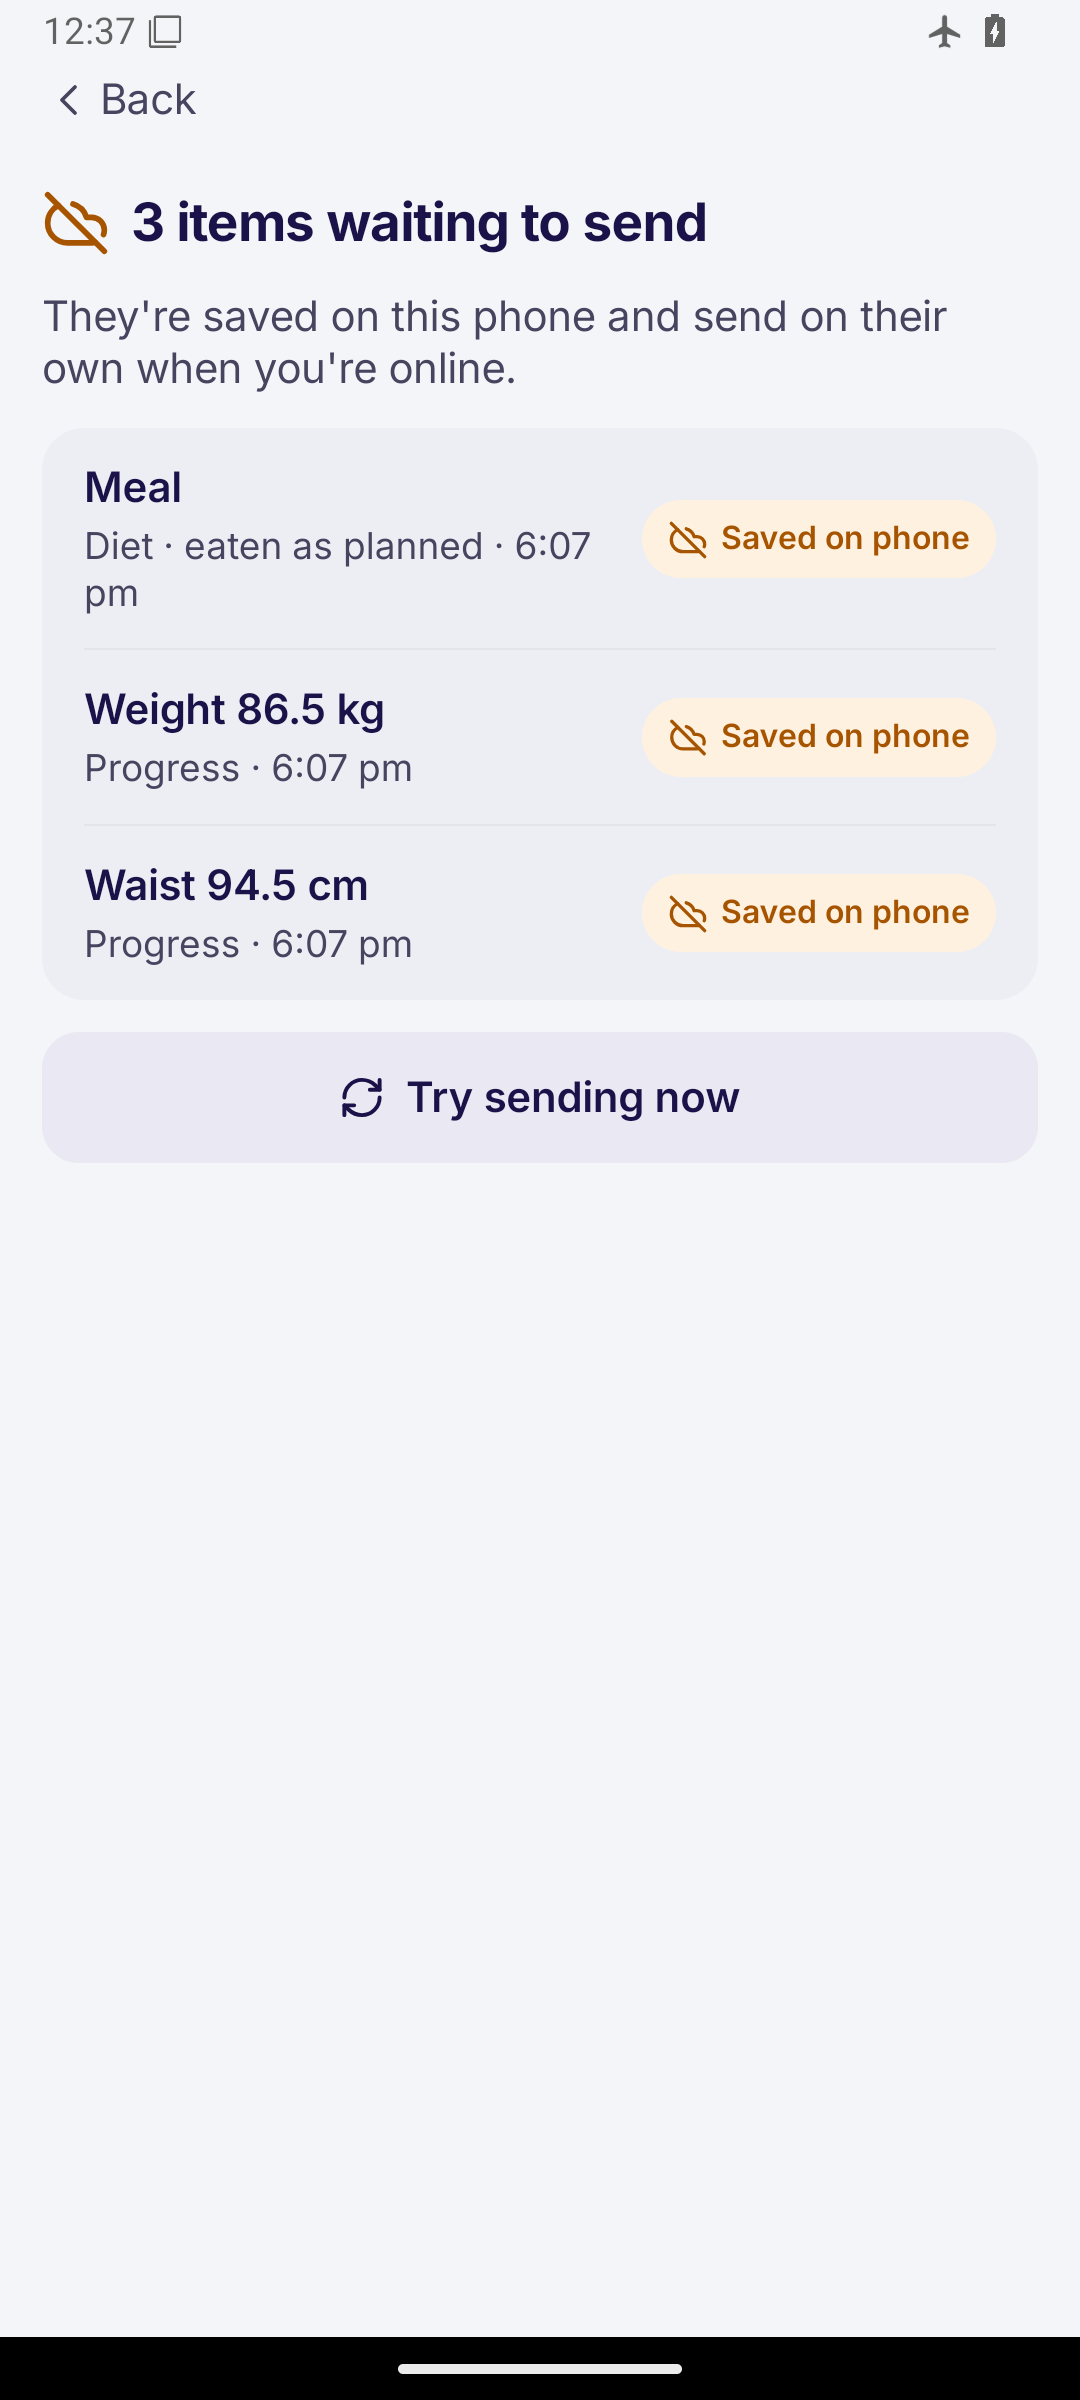 12:37
Back
3 items waiting to send
They're saved on this phone and send on their
own when you're online.
Meal
Diet · eaten as planned · 6:07
pm
Saved on phone
Weight 86.5 kg
Progress · 6:07 pm
Saved on phone
Waist 94.5 cm
Progress · 6:07 pm
Saved on phone
Try sending now